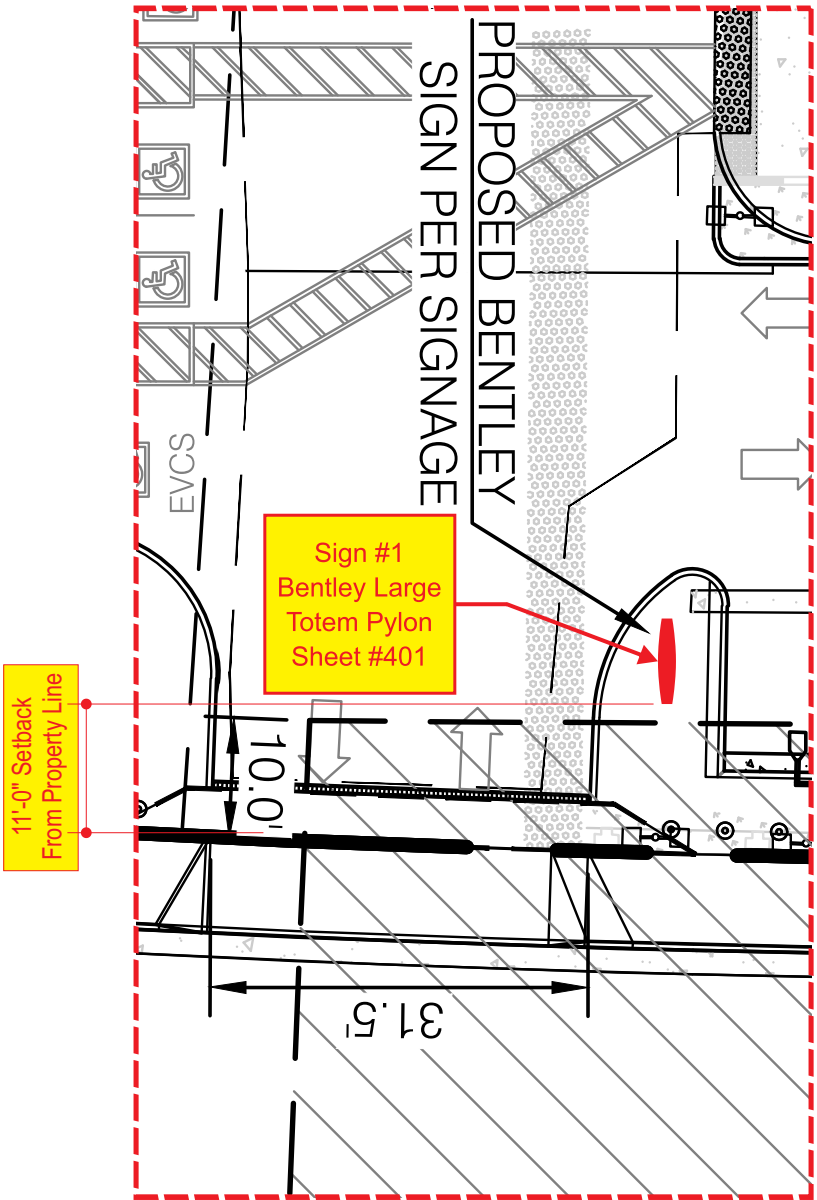 PROPOSED BENTLEY
SIGN PER SIGNAGE
EVCS
Sign #1
Bentley Large
Totem Pylon
Sheet #401
11'-0" Setback
From Property Line
10.0'
31.5'